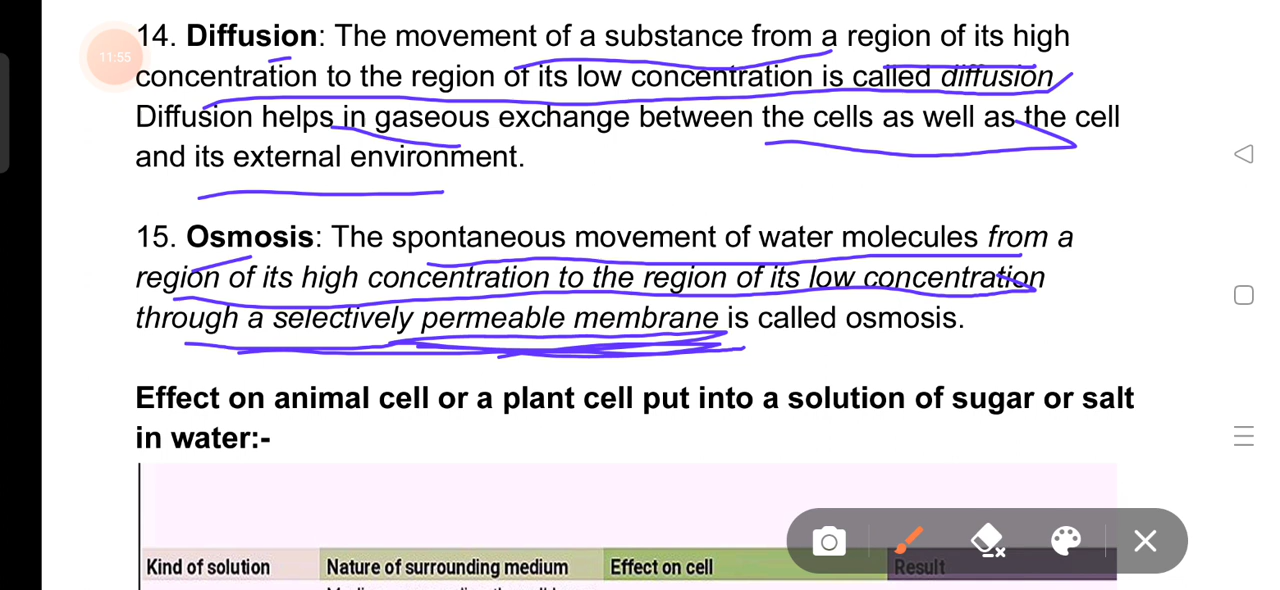 11:55
14. Diffusion: The movement of a substance from a region of its high
concentration to the region of its low concentration is called diffusion
Diffusion helps in gaseous exchange between the cells as well as the cell
and its external environment.
15. Osmosis: The spontaneous movement of water molecules from a
region of its high concentration to the region of its low concentration
through a selectively permeable membrane is called osmosis.
Effect on animal cell or a plant cell put into a solution of sugar or salt
in water:-
Kind of solution Nature of surrounding medium Effect on cell Result